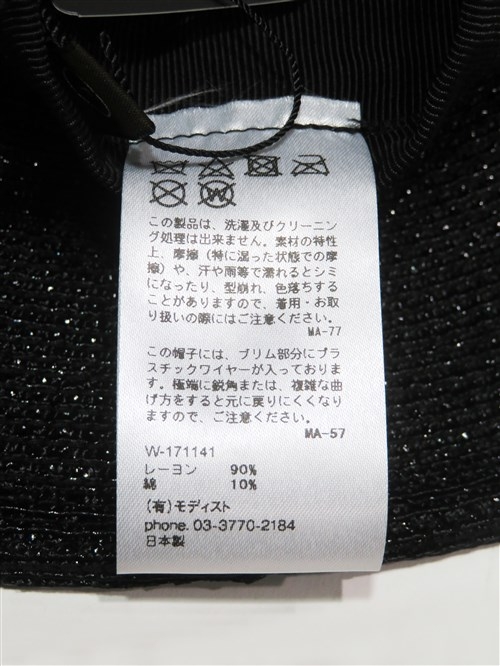 この製品は、洗濯及びクリーニン
グ処理は出来ません。素材の特性
上、摩擦（特に湿った状態での摩
擦）や、汗や雨等で濡れるとシミ
になったり、型崩れ、色落ちする
ことがありますので、着用・お取
り扱いの際にはご注意ください。
MA-77
この帽子には、ブリム部分にプラ
スチックワイヤーが入っておりま
す。極端に鋭角または、複雑な曲
げ方をすると元に戻りにくくなり
ますので、ご注意ください。
MA-57
W-171141
レーヨン 90%
綿 10%
(有)モディスト
phone. 03-3770-2184
日本製